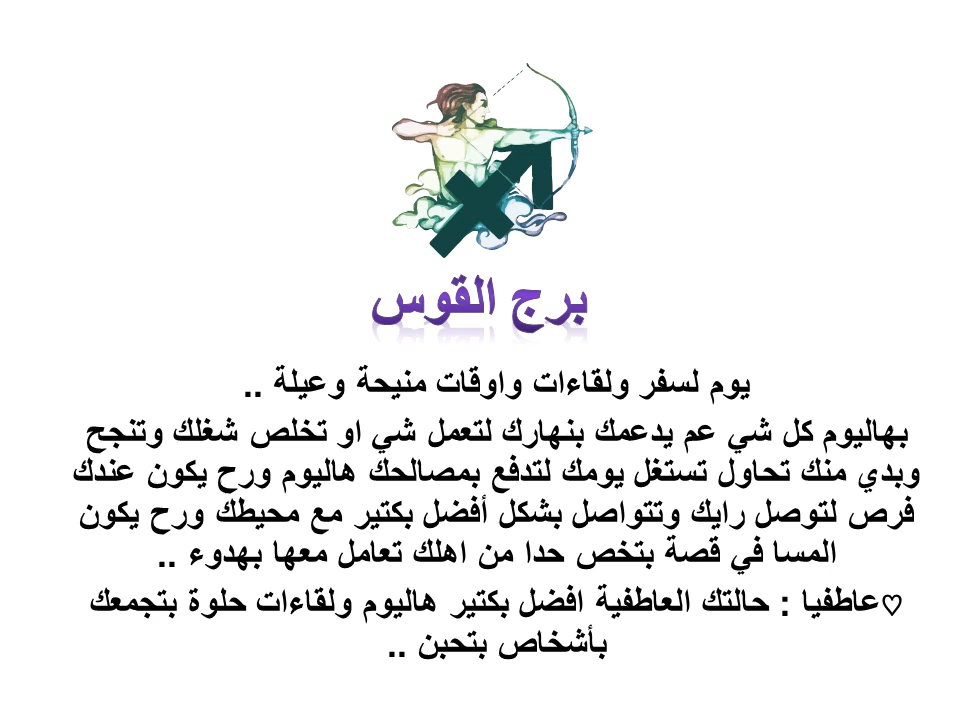 برج القوس
يوم لسفر ولقاءات واوقات منيحة وعيلة ..
بهاليوم كل شي عم يدعمك بنهارك لتعمل شي او تخلص شغلك وتنجح
وبدي منك تحاول تستغل يومك لتدفع بمصالحك هاليوم ورح يكون عندك
فرص لتوصل رايك وتتواصل بشكل أفضل بكتير مع محيطك ورح يكون
المسا في قصة بتخص حدا من اهلك تعامل معها بهدوء ..
♡عاطفيا : حالتك العاطفية افضل بكتير هاليوم ولقاءات حلوة بتجمعك
بأشخاص بتحبن ..